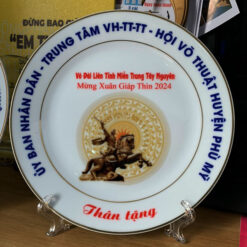 ĐỪNG BAO
"EM T
ỦY BAN NHÂN DÂN - TRUNG TÂM VH-TT-TT - HỘI VÕ THUẬT HUYỆN PHÙ MỸ
Võ Đài Liên Tỉnh Miền Trung Tây Nguyên
Mừng Xuân Giáp Thìn 2024
Thân tặng